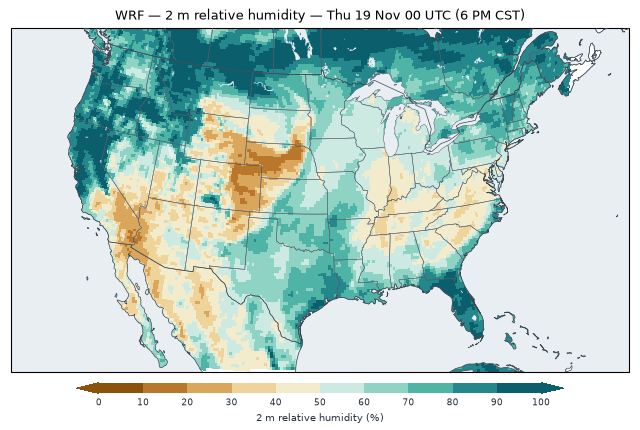 WRF — 2 m relative humidity — Thu 19 Nov 00 UTC (6 PM CST)
0 10 20 30 40 50 60 70 80 90 100
2 m relative humidity (%)